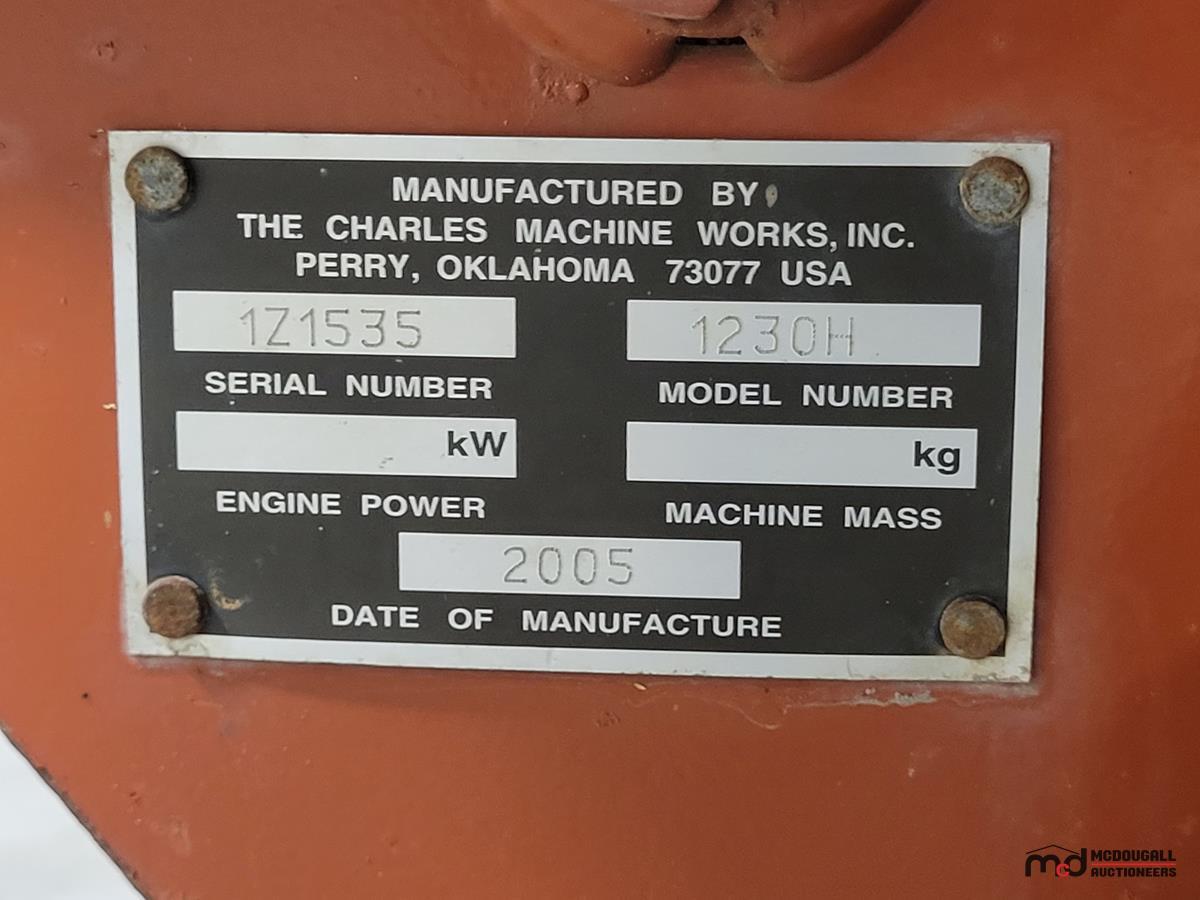 MANUFACTURED BY
THE CHARLES MACHINE WORKS, INC.
PERRY, OKLAHOMA 73077 USA
1Z1535 1230H
SERIAL NUMBER MODEL NUMBER
kW kg
ENGINE POWER MACHINE MASS
2005
DATE OF MANUFACTURE
mcd MCDOUGALL
AUCTIONEERS